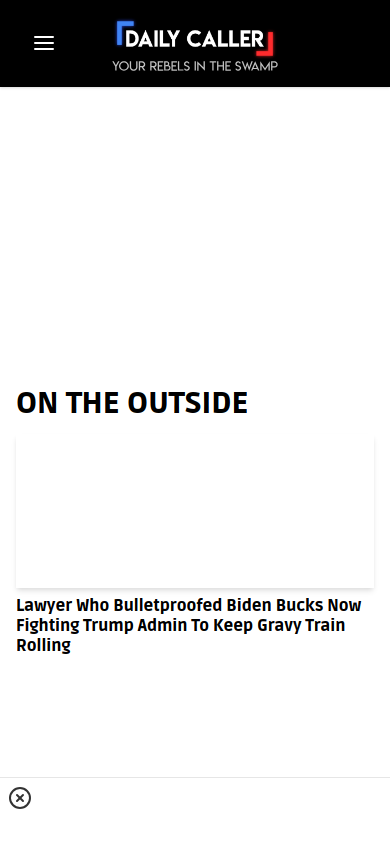 DAILY CALLER
YOUR REBELS IN THE SWAMP
ON THE OUTSIDE
Lawyer Who Bulletproofed Biden Bucks Now
Fighting Trump Admin To Keep Gravy Train
Rolling